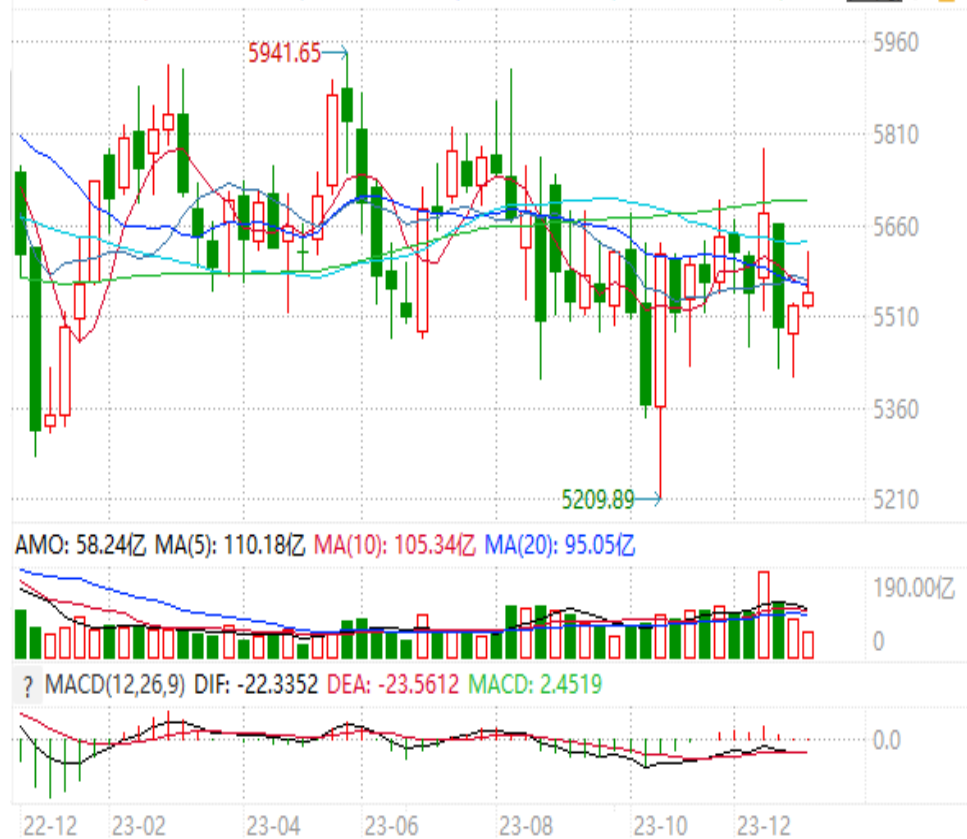 5960
5941.65
5810
5660
5510
5360
5210
5209.89
AMO: 58.24亿 MA(5): 110.18亿 MA(10): 105.34亿 MA(20): 95.05亿
190.00亿
0
? MACD(12,26,9) DIF: -22.3352 DEA: -23.5612 MACD: 2.4519
0.0
22-12 23-02 23-04 23-06 23-08 23-10 23-12